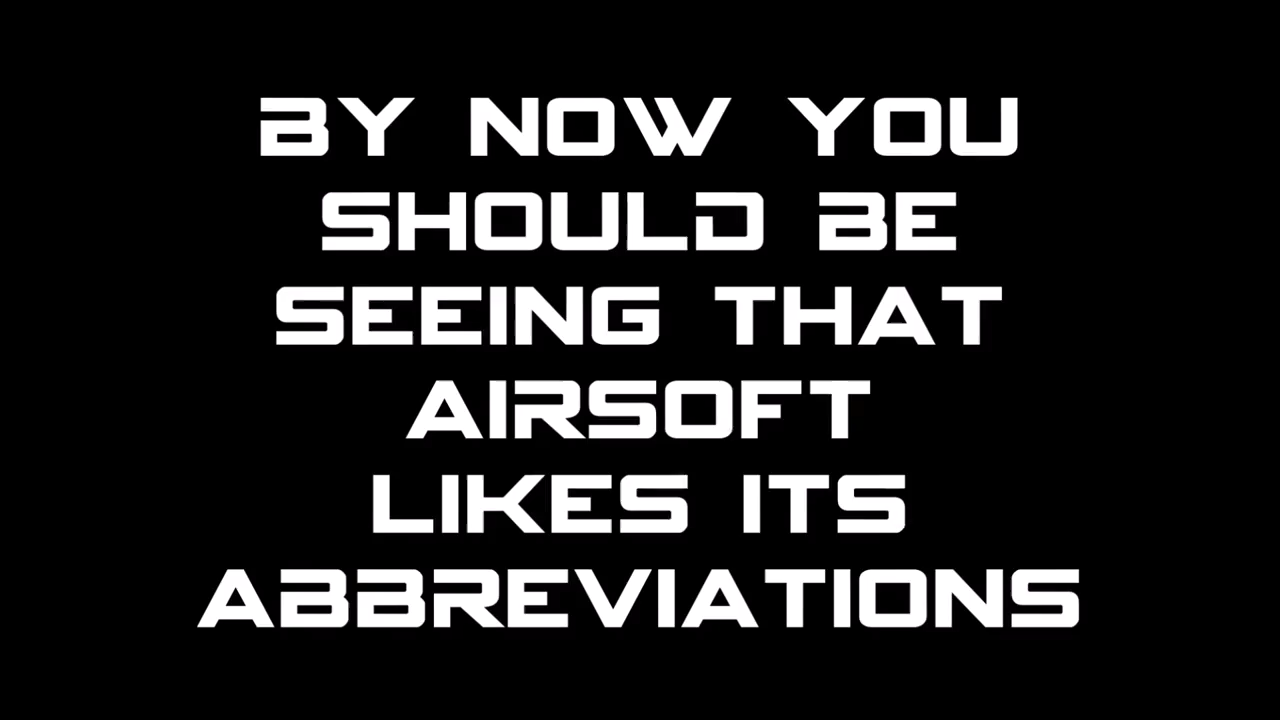 BY NOW YOU
SHOULD BE
SEEING THAT
AIRSOFT
LIKES ITS
ABBREVIATIONS